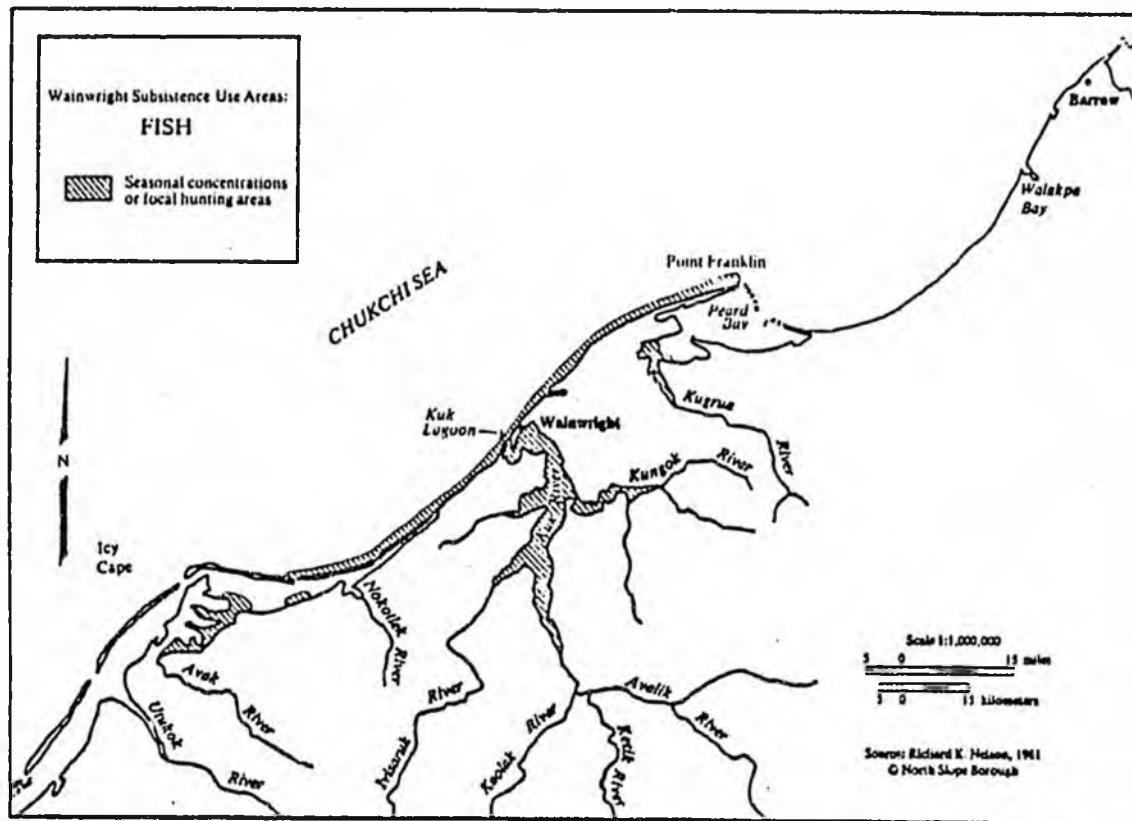 Wainwright Subsistence Use Areas:
FISH
Seasonal concentrations
or focal hunting areas
Barrow
Walakpa
Bay
Point Franklin
CHUKCHI SEA
Peard
Bay
Kugrua
River
Kuk
Lagoon
Wainwright
Kungok
River
N
Icy
Cape
Nokotlek
River
Avak
River
Utukok
River
Ivisaruk
River
Kaolak
River
Ketik
River
Avalik
River
Scale 1:1,000,000
5 0 15 miles
5 0 15 kilometers
Source: Richard K. Nelson, 1981
© North Slope Borough